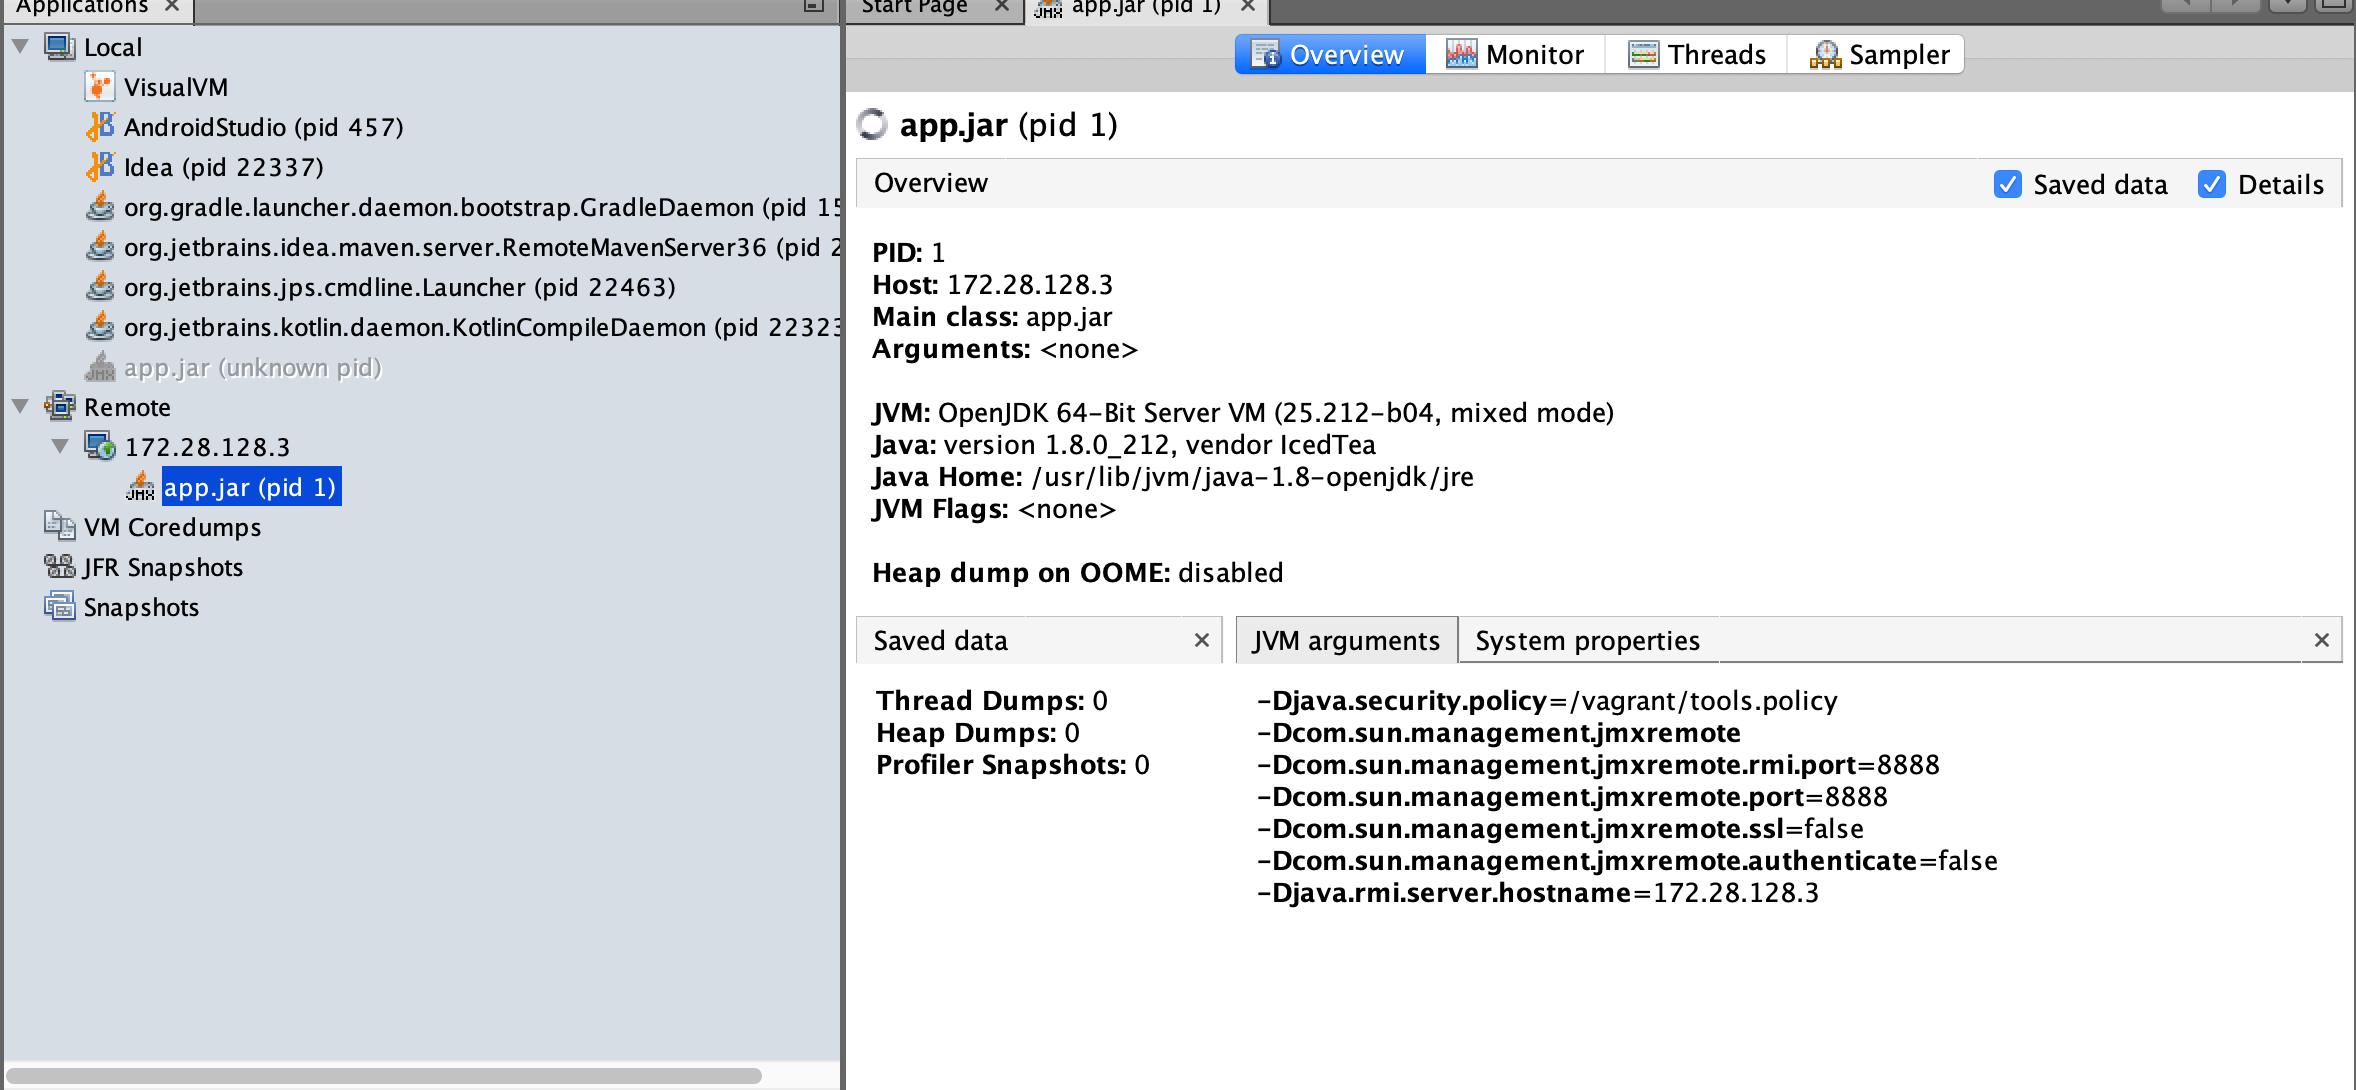 Applications
Local
VisualVM
AndroidStudio (pid 457)
Idea (pid 22337)
org.gradle.launcher.daemon.bootstrap.GradleDaemon (pid 15
org.jetbrains.idea.maven.server.RemoteMavenServer36 (pid 2
org.jetbrains.jps.cmdline.Launcher (pid 22463)
org.jetbrains.kotlin.daemon.KotlinCompileDaemon (pid 22323
app.jar (unknown pid)
Remote
172.28.128.3
app.jar (pid 1)
VM Coredumps
JFR Snapshots
Snapshots
Start Page
app.jar (pid 1)
Overview Monitor Threads Sampler
app.jar (pid 1)
Overview Saved data Details
PID: 1
Host: 172.28.128.3
Main class: app.jar
Arguments: <none>
JVM: OpenJDK 64-Bit Server VM (25.212-b04, mixed mode)
Java: version 1.8.0_212, vendor IcedTea
Java Home: /usr/lib/jvm/java-1.8-openjdk/jre
JVM Flags: <none>
Heap dump on OOME: disabled
Saved data
Thread Dumps: 0
Heap Dumps: 0
Profiler Snapshots: 0
JVM arguments System properties
-Djava.security.policy=/vagrant/tools.policy
-Dcom.sun.management.jmxremote
-Dcom.sun.management.jmxremote.rmi.port=8888
-Dcom.sun.management.jmxremote.port=8888
-Dcom.sun.management.jmxremote.ssl=false
-Dcom.sun.management.jmxremote.authenticate=false
-Djava.rmi.server.hostname=172.28.128.3